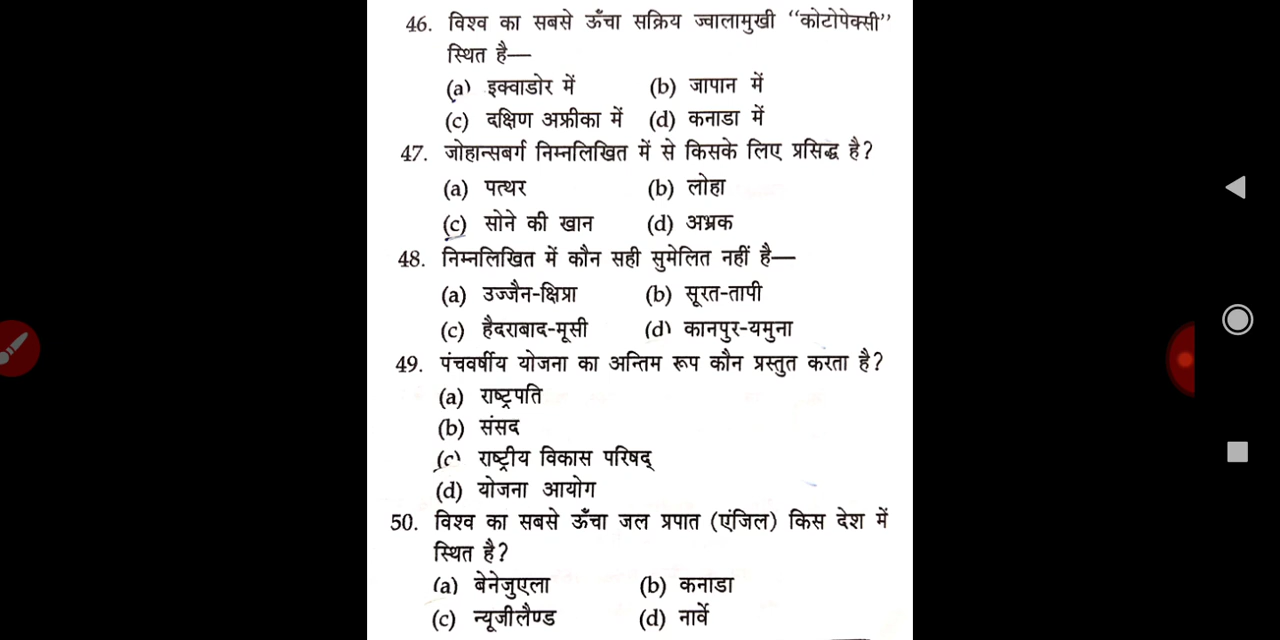 46. विश्व का सबसे ऊँचा सक्रिय ज्वालामुखी “कोटोपेक्सी”
स्थित है—
(a) इक्वाडोर में (b) जापान में
(c) दक्षिण अफ्रीका में (d) कनाडा में
47. जोहान्सबर्ग निम्नलिखित में से किसके लिए प्रसिद्ध है?
(a) पत्थर (b) लोहा
(c) सोने की खान (d) अभ्रक
48. निम्नलिखित में कौन सही सुमेलित नहीं है—
(a) उज्जैन-क्षिप्रा (b) सूरत-तापी
(c) हैदराबाद-मूसी (d) कानपुर-यमुना
49. पंचवर्षीय योजना का अन्तिम रूप कौन प्रस्तुत करता है?
(a) राष्ट्रपति
(b) संसद
(c) राष्ट्रीय विकास परिषद्
(d) योजना आयोग
50. विश्व का सबसे ऊँचा जल प्रपात (एंजिल) किस देश में
स्थित है?
(a) बेनेजुएला (b) कनाडा
(c) न्यूजीलैण्ड (d) नार्वे